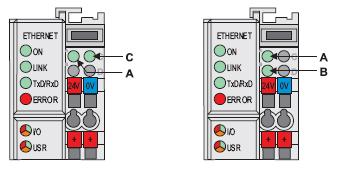 ETHERNET
ON
LINK
TxD/RxD
ERROR
I/O
USR
24V
0V
+
+
C
A
ETHERNET
ON
LINK
TxD/RxD
ERROR
I/O
USR
24V
0V
+
+
A
B